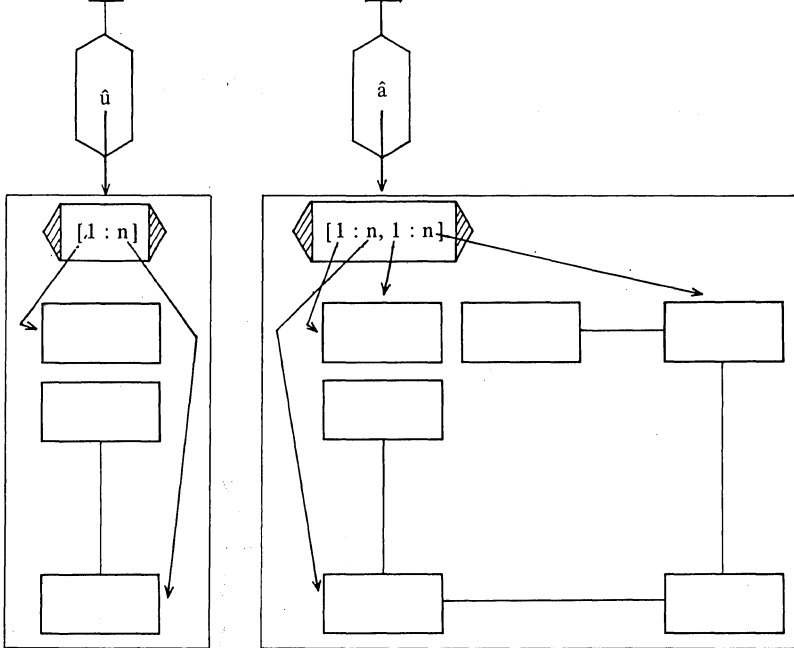 û
â
[1 : n]
[1 : n, 1 : n]